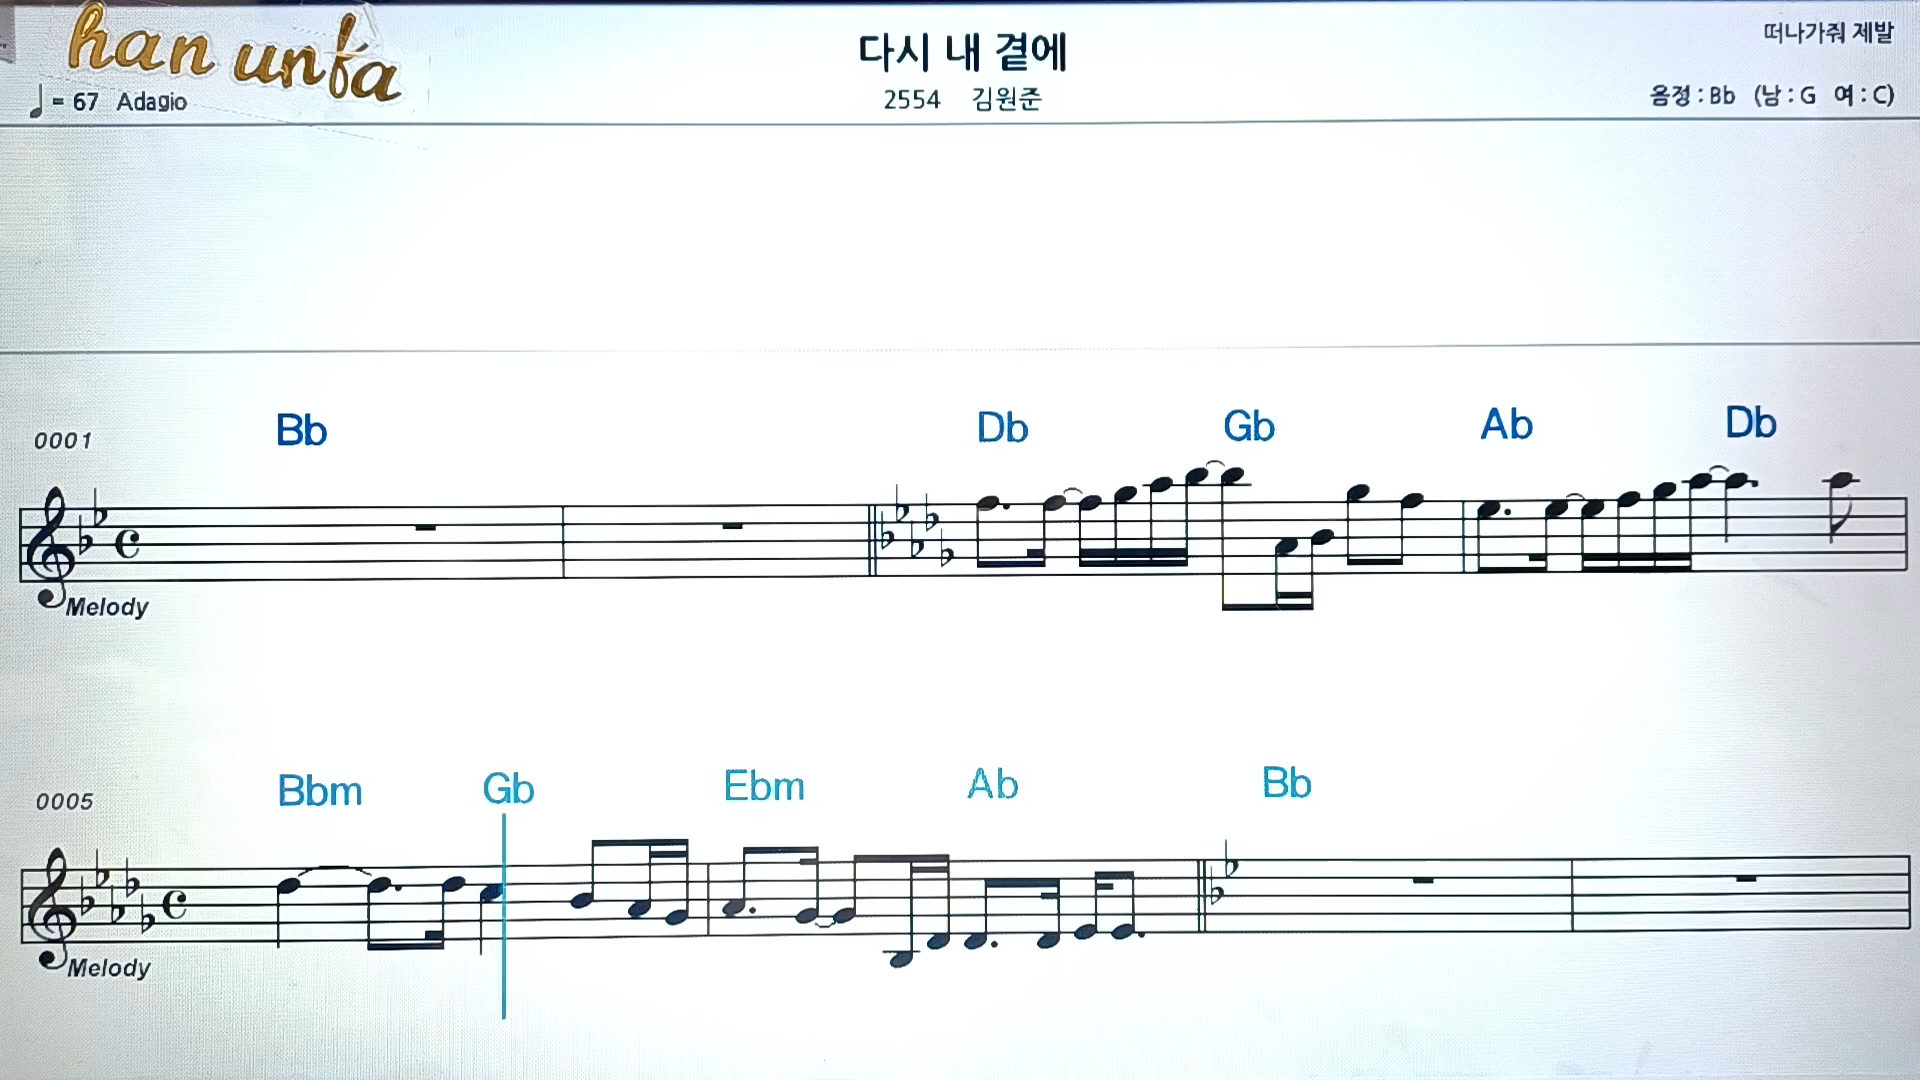 han unfa
다시 내 곁에
떠나가줘 제발
= 67 Adagio
2554 김원준
음정 : Bb (남 : G 여 : C)
Bb Db Gb Ab Db
0001
Melody
Bbm Gb Ebm Ab Bb
0005
Melody